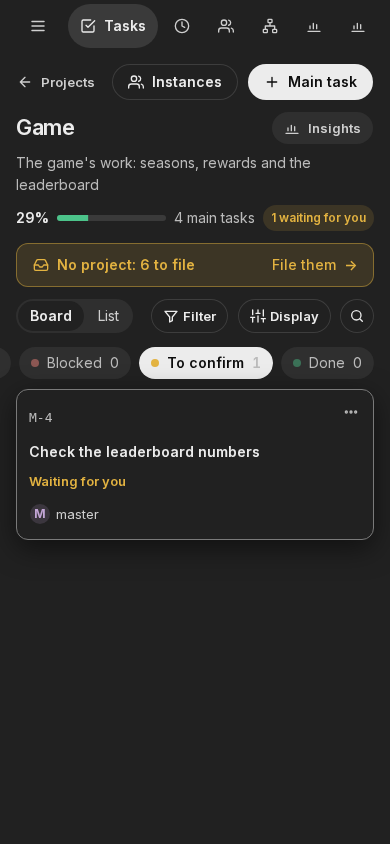 Tasks
Projects
Instances
Main task
Game
Insights
The game's work: seasons, rewards and the
leaderboard
29% 4 main tasks 1 waiting for you
No project: 6 to file File them
Board List Filter Display
Blocked 0 To confirm 1 Done 0
M-4
Check the leaderboard numbers
Waiting for you
M master